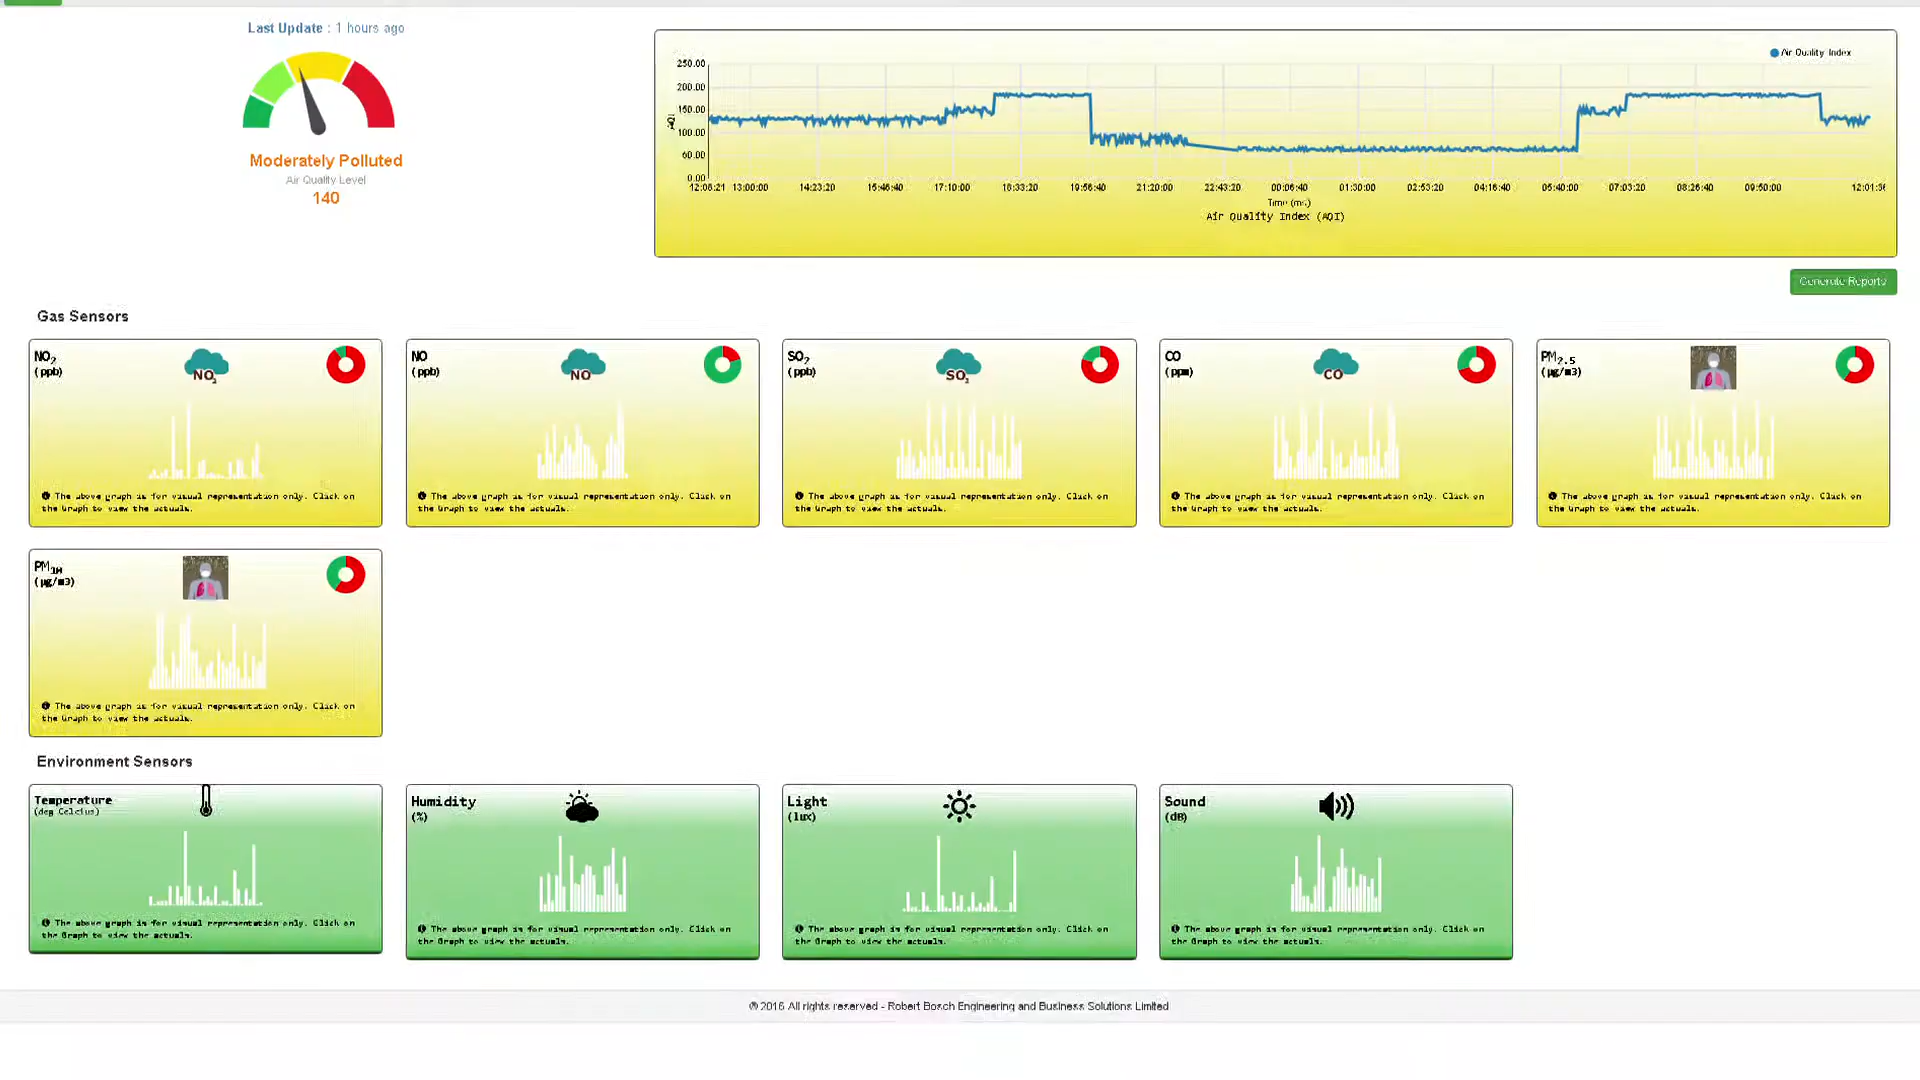 Last Update : 1 hours ago
Moderately Polluted
Air Quality Level
140
Air Quality Index
250.00
200.00
150.00
100.00
60.00
0.00
AQI
12:08:21 13:00:00 14:23:20 15:46:40 17:10:00 18:33:20 19:56:40 21:20:00 22:43:20 00:06:40 01:30:00 02:53:20 04:16:40 05:40:00 07:03:20 08:26:40 09:50:00
Time (ms)
Air Quality Index (AQI)
Generate Reports
Gas Sensors
NO2
(ppb)
NO2
The above graph is for visual representation only. Click on
the Graph to view the actuals.
NO
(ppb)
NO
The above graph is for visual representation only. Click on
the Graph to view the actuals.
SO2
(ppb)
SO2
The above graph is for visual representation only. Click on
the Graph to view the actuals.
CO
(ppm)
CO
The above graph is for visual representation only. Click on
the Graph to view the actuals.
PM2.5
(µg/m3)
The above graph is for visual representation only. Click on
the Graph to view the actuals.
PM10
(µg/m3)
The above graph is for visual representation only. Click on
the Graph to view the actuals.
Environment Sensors
Temperature
(deg Celcius)
The above graph is for visual representation only. Click on
the Graph to view the actuals.
Humidity
(%)
The above graph is for visual representation only. Click on
the Graph to view the actuals.
Light
(lux)
The above graph is for visual representation only. Click on
the Graph to view the actuals.
Sound
(dB)
The above graph is for visual representation only. Click on
the Graph to view the actuals.
© 2016 All rights reserved - Robert Bosch Engineering and Business Solutions Limited